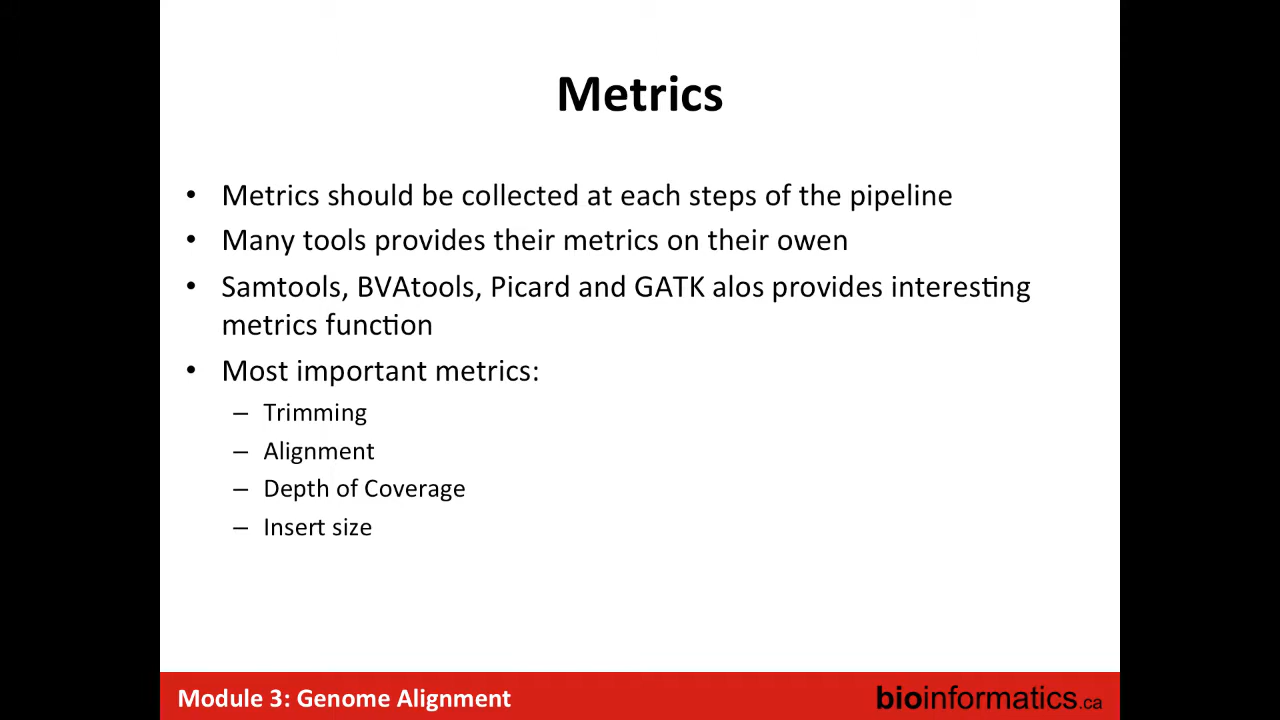 Metrics
• Metrics should be collected at each steps of the pipeline
• Many tools provides their metrics on their owen
• Samtools, BVAtools, Picard and GATK alos provides interesting
metrics function
• Most important metrics:
– Trimming
– Alignment
– Depth of Coverage
– Insert size
Module 3: Genome Alignment
bioinformatics.ca